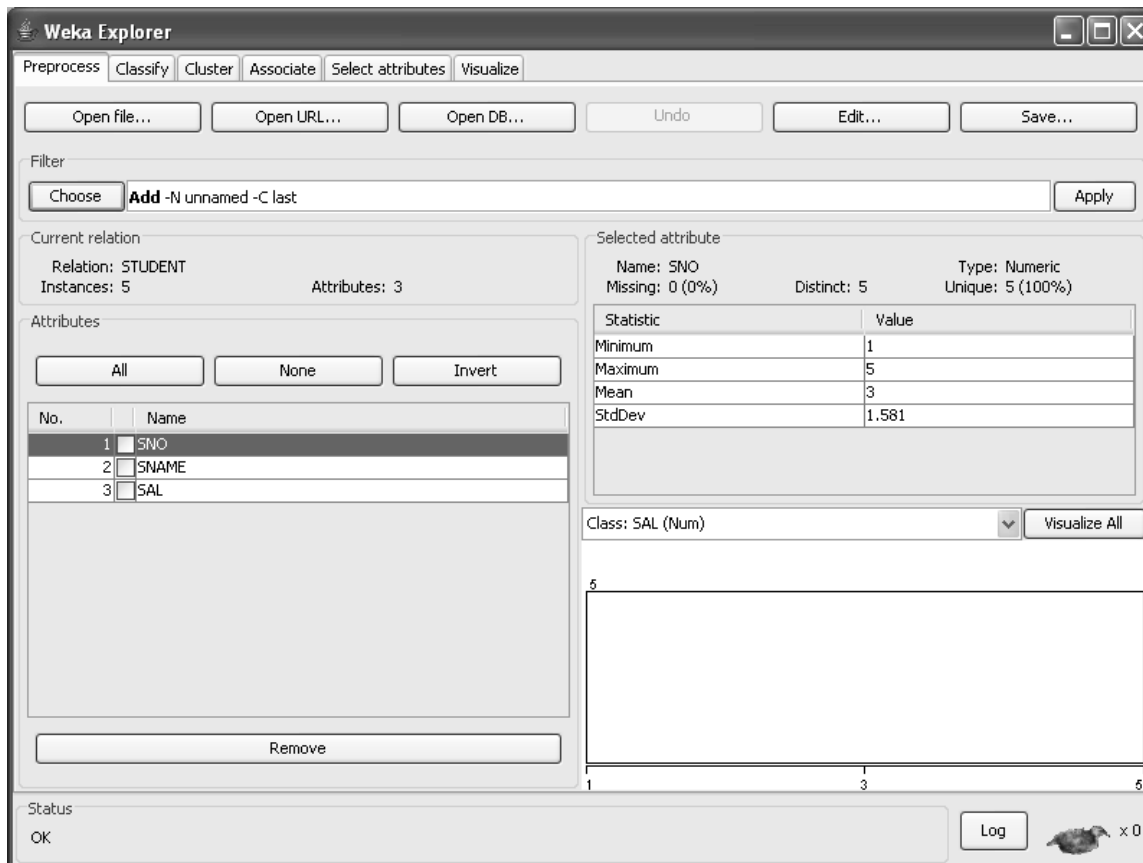 Weka Explorer
Preprocess Classify Cluster Associate Select attributes Visualize
Open file... Open URL... Open DB... Undo Edit... Save...
Filter
Choose Add -N unnamed -C last Apply
Current relation
Relation: STUDENT
Instances: 5 Attributes: 3
Attributes
All None Invert
No. Name
1 SNO
2 SNAME
3 SAL
Remove
Selected attribute
Name: SNO Type: Numeric
Missing: 0 (0%) Distinct: 5 Unique: 5 (100%)
Statistic Value
Minimum 1
Maximum 5
Mean 3
StdDev 1.581
Class: SAL (Num) Visualize All
5
1 3 5
Status
OK Log x 0